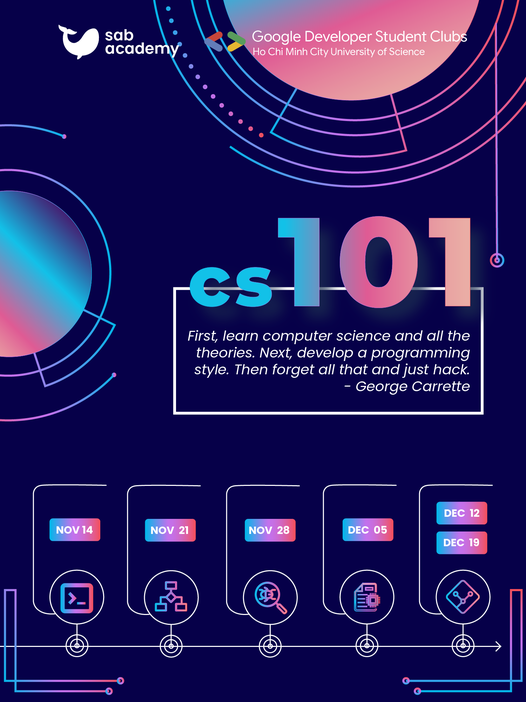 sab
academy
Google Developer Student Clubs
Ho Chi Minh City University of Science
cs101
First, learn computer science and all the
theories. Next, develop a programming
style. Then forget all that and just hack.
- George Carrette
NOV 14
NOV 21
NOV 28
DEC 05
DEC 12
DEC 19